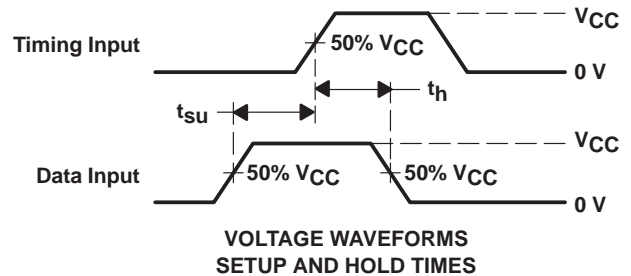 VCC
Timing Input
50% VCC
0 V
th
tsu
VCC
Data Input
50% VCC
50% VCC
0 V
VOLTAGE WAVEFORMS
SETUP AND HOLD TIMES